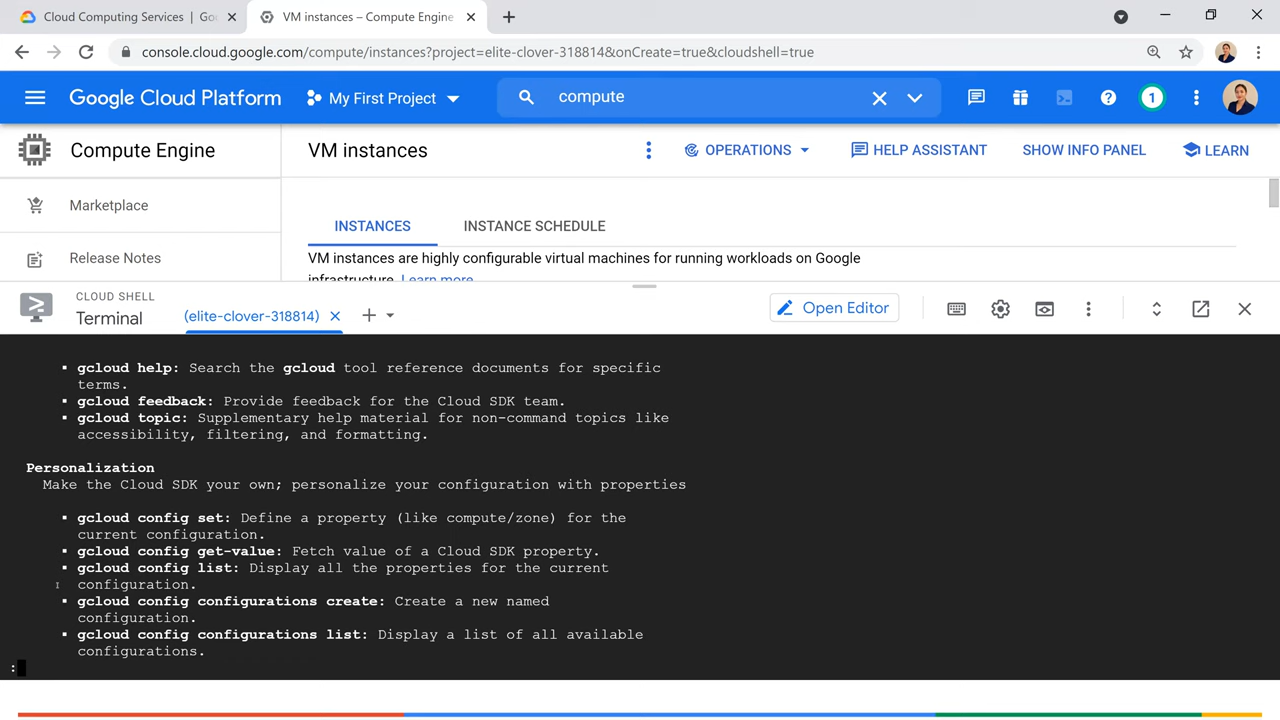 Cloud Computing Services | Go
VM instances – Compute Engine
console.cloud.google.com/compute/instances?project=elite-clover-318814&onCreate=true&cloudshell=true
Google Cloud Platform
My First Project
compute
1
Compute Engine
VM instances
OPERATIONS
HELP ASSISTANT
SHOW INFO PANEL
LEARN
Marketplace
INSTANCES
INSTANCE SCHEDULE
Release Notes
VM instances are highly configurable virtual machines for running workloads on Google
infrastructure. Learn more
CLOUD SHELL
Terminal
(elite-clover-318814)
Open Editor
▪ gcloud help: Search the gcloud tool reference documents for specific
terms.
▪ gcloud feedback: Provide feedback for the Cloud SDK team.
▪ gcloud topic: Supplementary help material for non-command topics like
accessibility, filtering, and formatting.
Personalization
Make the Cloud SDK your own; personalize your configuration with properties
▪ gcloud config set: Define a property (like compute/zone) for the
current configuration.
▪ gcloud config get-value: Fetch value of a Cloud SDK property.
▪ gcloud config list: Display all the properties for the current
configuration.
▪ gcloud config configurations create: Create a new named
configuration.
▪ gcloud config configurations list: Display a list of all available
configurations.
: